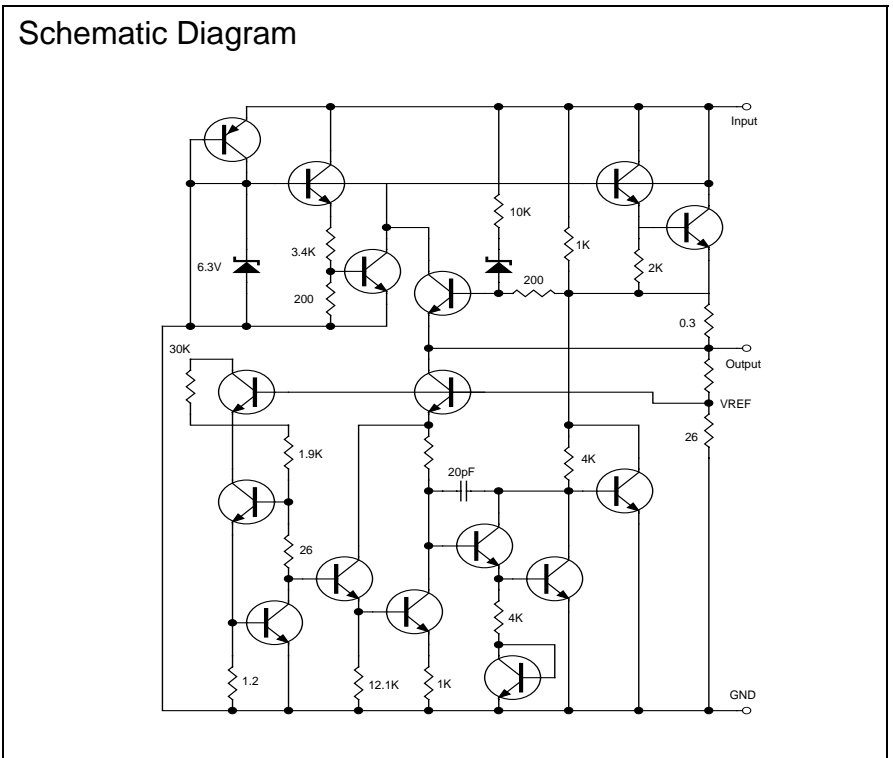 Schematic Diagram
Input
10K
3.4K
1K
6.3V
200
2K
200
0.3
30K
Output
VREF
26
1.9K
4K
20pF
26
4K
1.2
12.1K
1K
GND